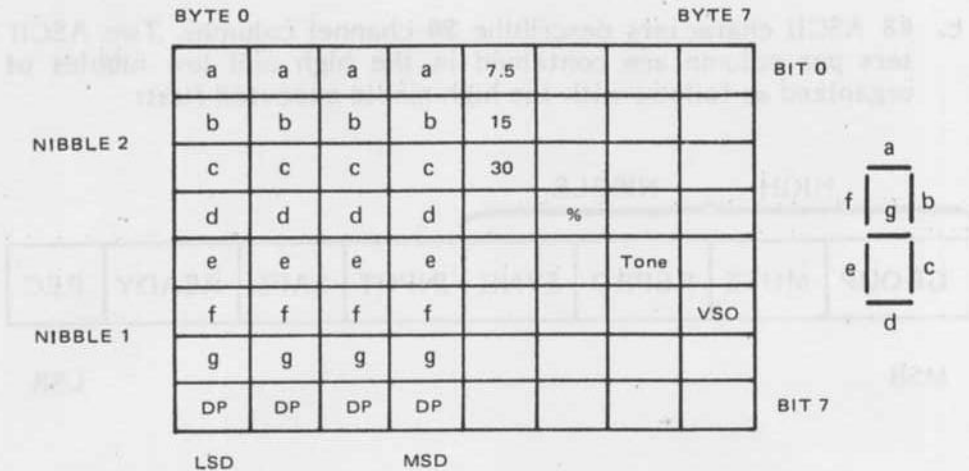 BYTE 0 BYTE 7
a a a a 7.5 BIT 0
b b b b 15
NIBBLE 2
c c c c 30
d d d d %
e e e e Tone
f f f f VSO
NIBBLE 1
g g g g
DP DP DP DP BIT 7
LSD MSD
a
f b
g
e c
d